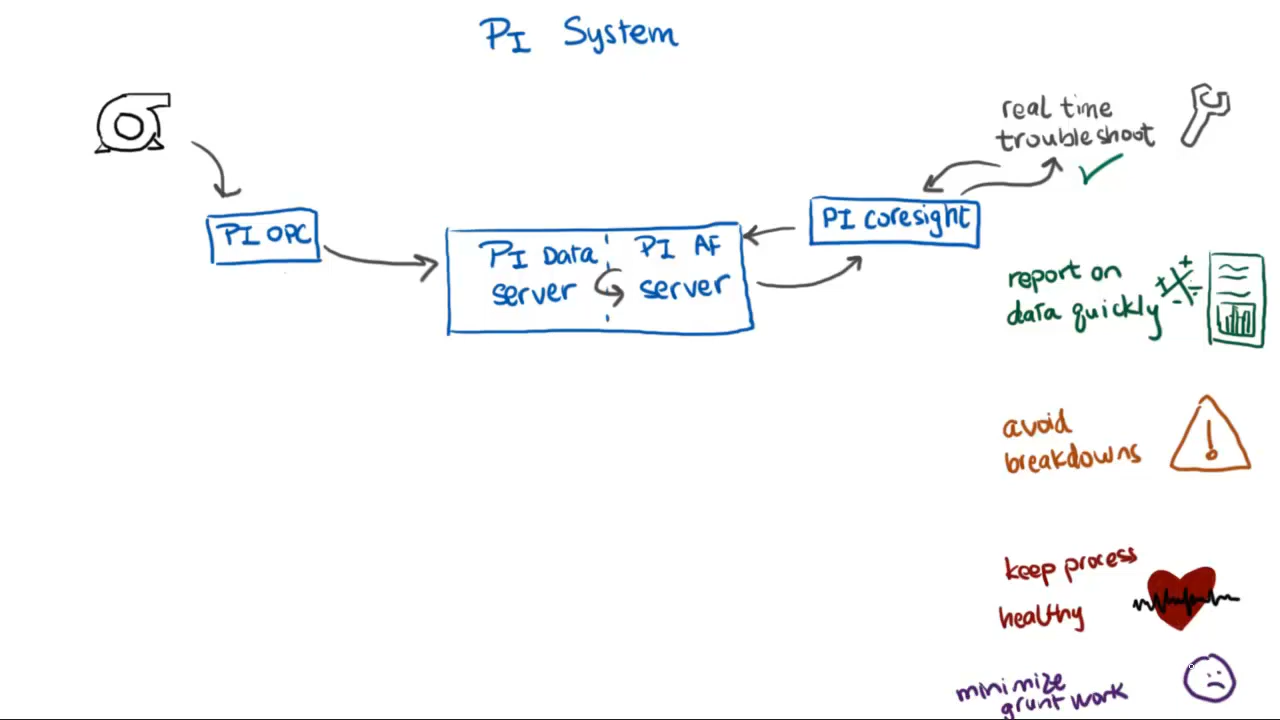 PI System
real time
troubleshoot
PI OPC
PI Data
server
PI AF
server
PI coresight
report on
data quickly
avoid
breakdowns
keep process
healthy
minimize
grunt work